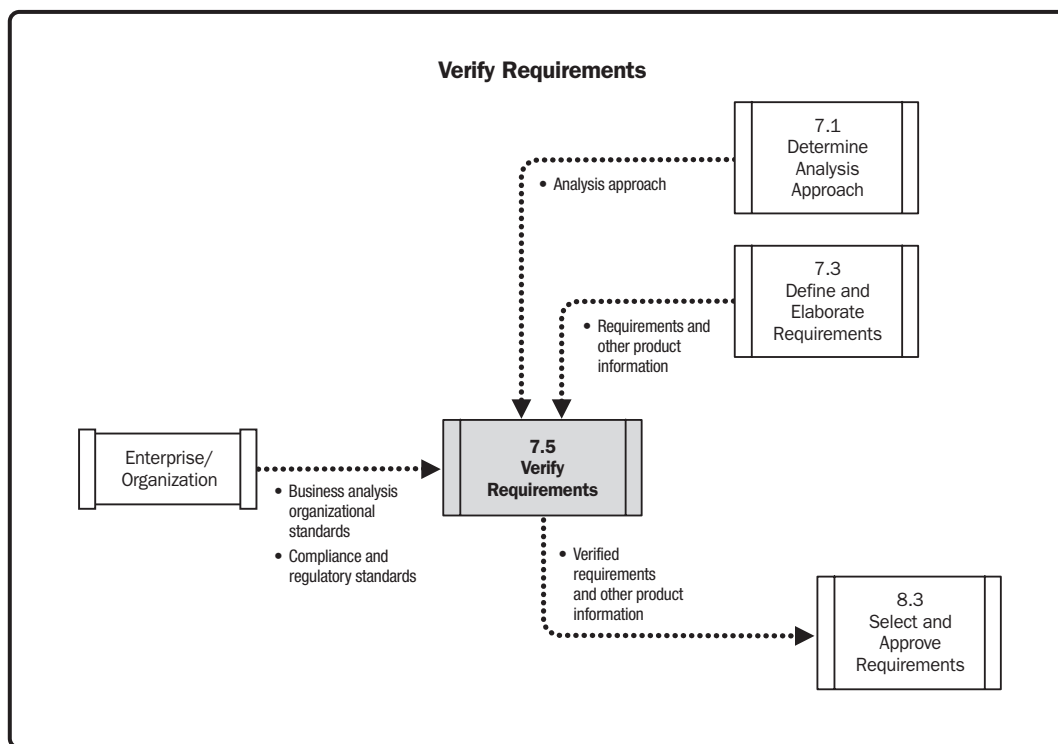 Verify Requirements
7.1
Determine
Analysis
Approach
• Analysis approach
7.3
Define and
Elaborate
Requirements
• Requirements and
other product
information
Enterprise/
Organization
7.5
Verify
Requirements
• Business analysis
organizational
standards
• Compliance and
regulatory standards
• Verified
requirements
and other product
information
8.3
Select and
Approve
Requirements